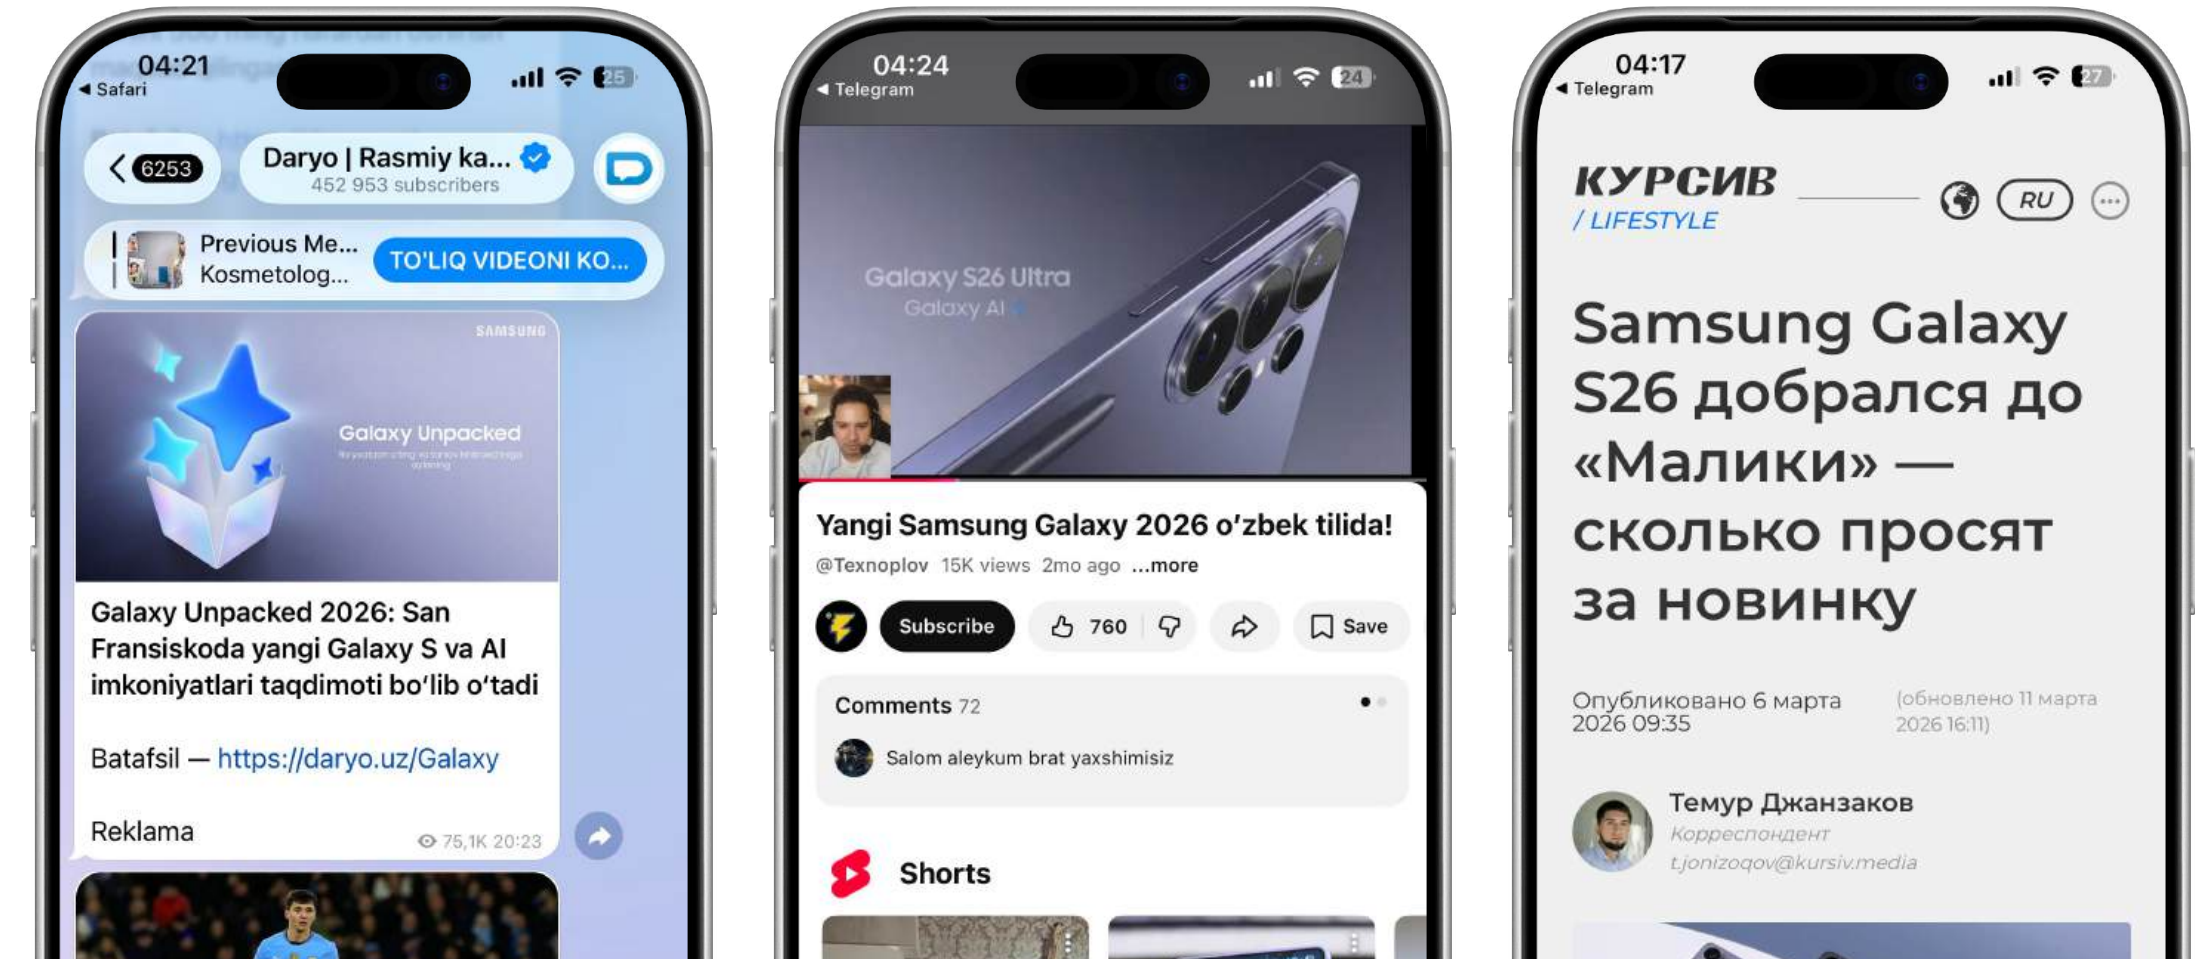 04:21
Safari
25
6253
Daryo | Rasmiy ka...
452 953 subscribers
Previous Me...
Kosmetolog...
TO'LIQ VIDEONI KO...
SAMSUNG
Galaxy Unpacked
Galaxy Unpacked 2026: San
Fransiskoda yangi Galaxy S va AI
imkoniyatlari taqdimoti bo‘lib o‘tadi
Batafsil — https://daryo.uz/Galaxy
Reklama
75,1K 20:23
04:24
Telegram
24
Galaxy S26 Ultra
Galaxy AI
Yangi Samsung Galaxy 2026 o‘zbek tilida!
@Texnoplov 15K views 2mo ago ...more
Subscribe
760
Save
Comments 72
Salom aleykum brat yaxshimisiz
Shorts
04:17
Telegram
27
КУРСИВ
/ LIFESTYLE
RU
Samsung Galaxy
S26 добрался до
«Малики» —
сколько просят
за новинку
Опубликовано 6 марта
2026 09:35
(обновлено 11 марта
2026 16:11)
Темур Джанзаков
Корреспондент
t.jonizoqov@kursiv.media